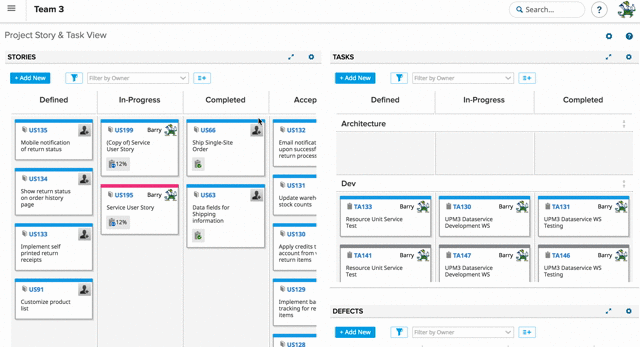 Team 3
Search...
?
Project Story & Task View
?
STORIES
+ Add New
Filter by Owner
Defined
In-Progress
Completed
Accep
US135
Mobile notification
of return status
US134
Show return status
on order history
page
US133
Implement self
printed return
receipts
US91
Customize product
list
US199
Barry
(Copy of) Service
User Story
12%
US195
Barry
Service User Story
12%
US66
Ship Single-Site
Order
US63
Data fields for
Shipping
information
US132
Email notificat
upon successf
return process
US131
Update wareh
stock counts
US130
Apply credits t
account from v
return items
US129
Implement ba
tracking for re
items
US128
TASKS
+ Add New
Filter by Owner
Defined
In-Progress
Completed
Architecture
Dev
TA133
Barry
Resource Unit Service
Test
TA130
Barry
UPM3 Dataservice
Development WS
TA131
Barry
UPM3 Dataservice WS
Testing
TA141
Barry
Resource Unit Service
Test
TA147
Barry
UPM3 Dataservice
Development WS
TA146
Barry
UPM3 Dataservice WS
Testing
DEFECTS
+ Add New
Filter by Owner